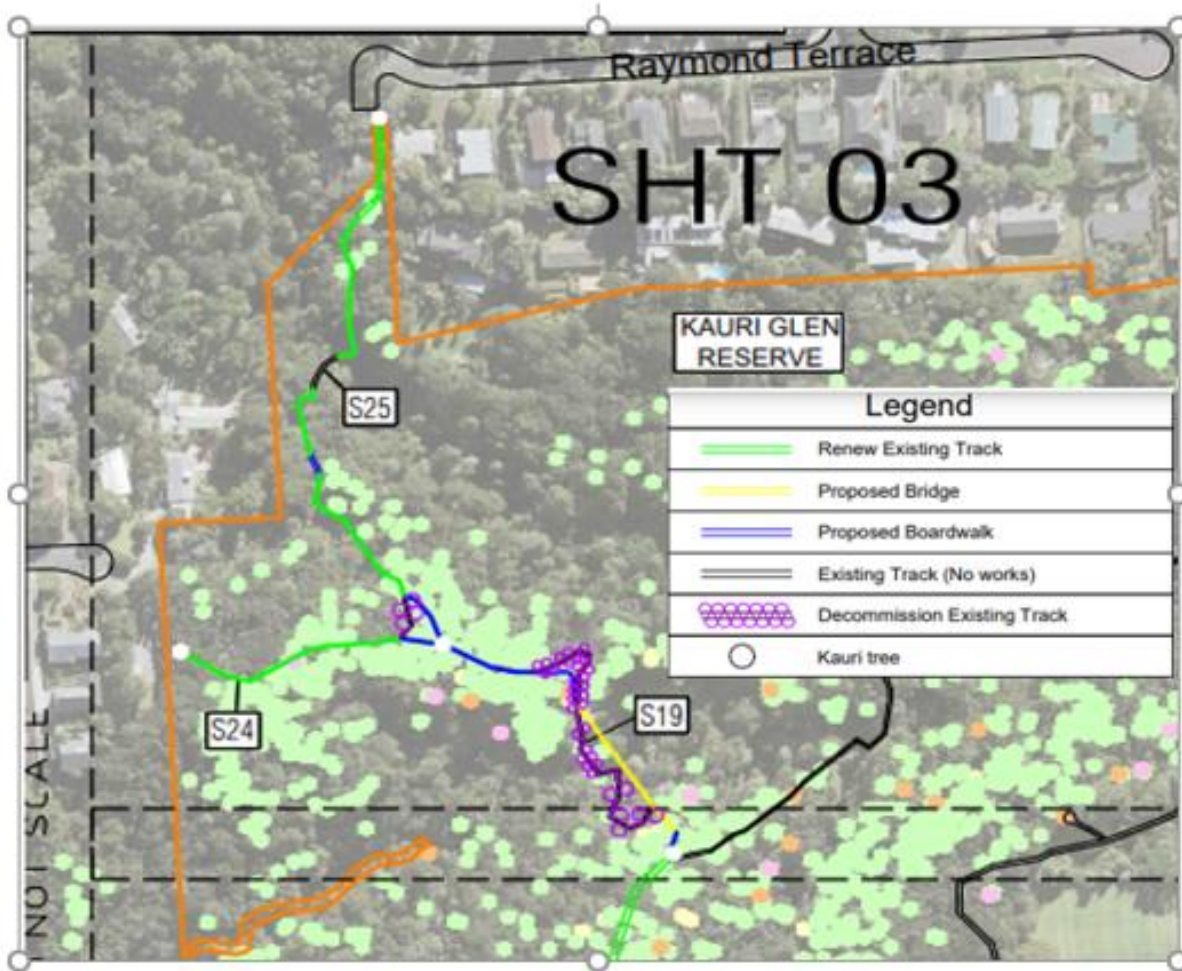 Raymond Terrace
SHT 03
KAURI GLEN
RESERVE
S25
Legend
Renew Existing Track
Proposed Bridge
Proposed Boardwalk
Existing Track (No works)
Decommission Existing Track
Kauri tree
S24
S19
NOT SCALE